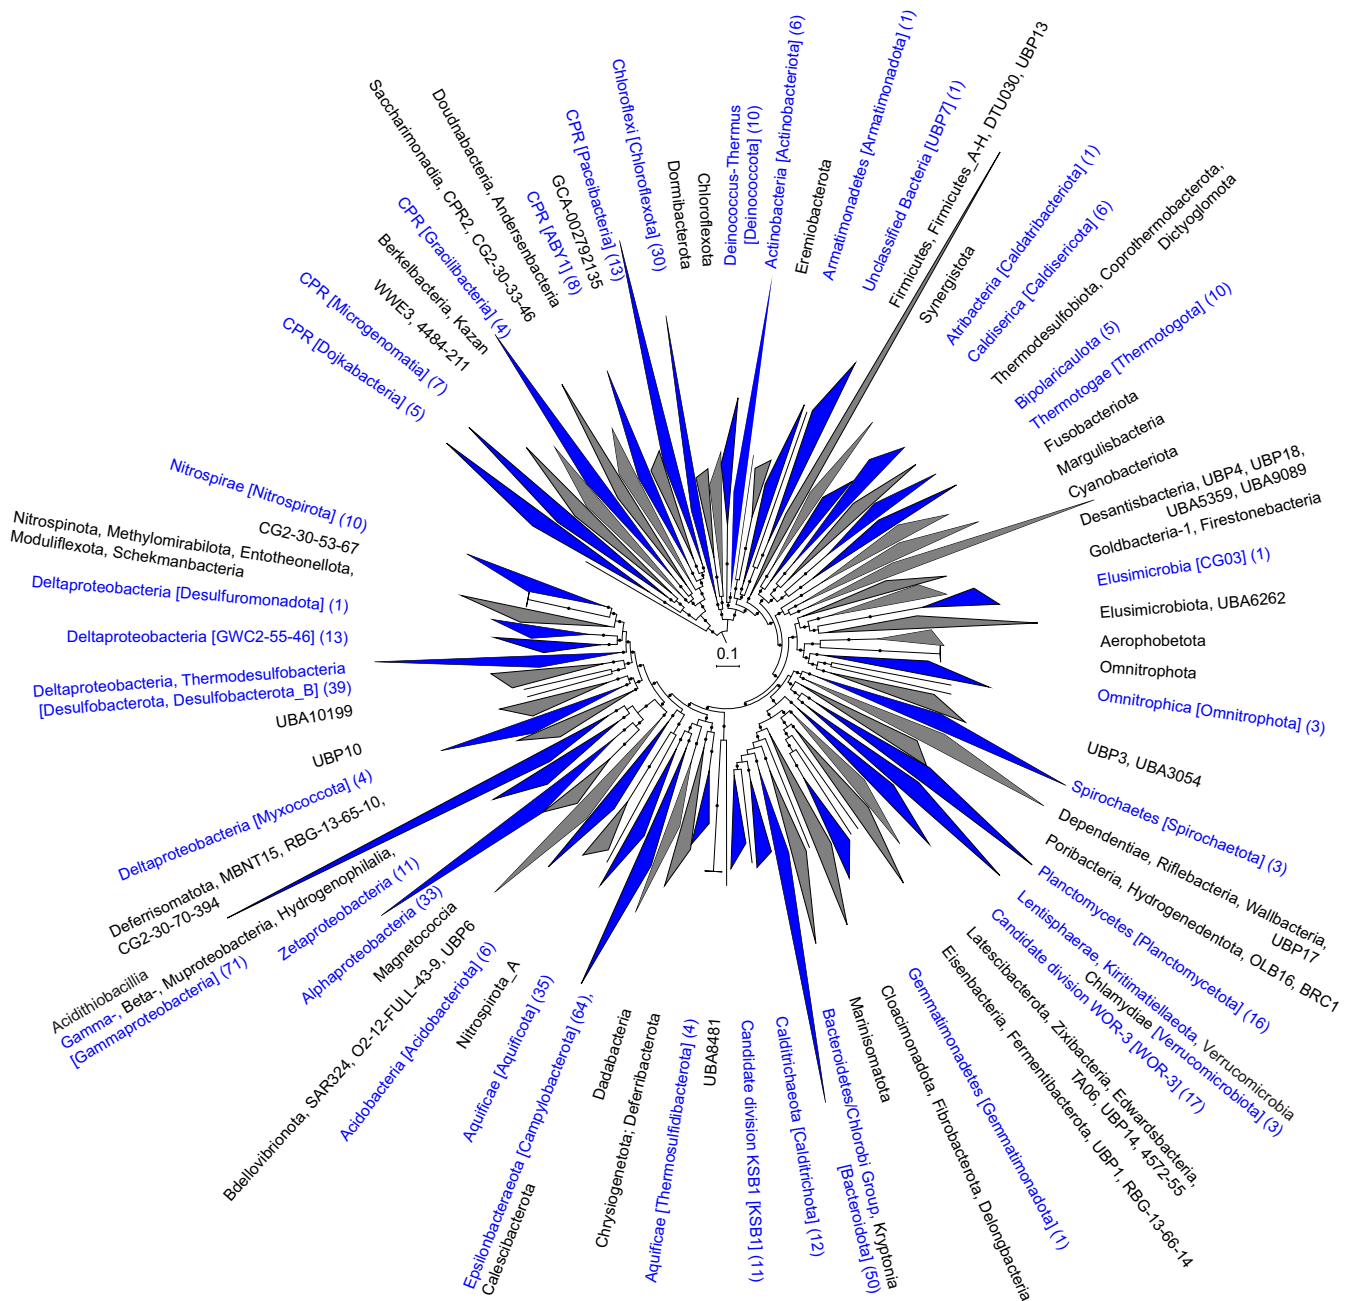 Saccharimonadia, CPR2, CG2-30-33-46
Doudnabacteria, Andersenbacteria
CPR [ABY1] (8)
GCA-002792135
CPR [Paceibacteria] (13)
Chloroflexi [Chloroflexota] (30)
Dormibacterota
Chloroflexota
Deinococcus-Thermus
[Deinococcota] (10)
Actinobacteria [Actinobacteriota] (6)
Eremiobacterota
Armatimonadetes [Armatimonadota] (1)
Unclassified Bacteria [UBP7] (1)
Firmicutes, Firmicutes_A-H, DTU030, UBP13
Synergistota
Atribacteria [Caldatribacteriota] (1)
Caldiserica [Caldisericota] (6)
Thermodesulfobiota, Coprothermobacterota,
Dictyoglomota
Bipolaricaulota (5)
Thermotogae [Thermotogota] (10)
Fusobacteriota
Margulisbacteria
Cyanobacteriota
Desantisbacteria, UBP4, UBP18,
UBA5359, UBA9089
Goldbacteria-1, Firestonebacteria
Elusimicrobia [CG03] (1)
Elusimicrobiota, UBA6262
Aerophobetota
Omnitrophota
Omnitrophica [Omnitrophota] (3)
UBP3, UBA3054
Spirochaetes [Spirochaetota] (3)
Dependentiae, Riflebacteria, Wallbacteria,
UBP17
Poribacteria, Hydrogenedentota, OLB16, BRC1
Planctomycetes [Planctomycetota] (16)
Lentisphaerae, Kiritimatiellaeota, Verrucomicrobia
Chlamydiae [Verrucomicrobiota] (3)
Candidate division WOR-3 [WOR-3] (17)
Latescibacterota, Zixibacteria, Edwardsbacteria,
TA06, UBP14, 4572-55
Eisenbacteria, Fermentibacterota, UBP1, RBG-13-66-14
Gemmatimonadetes [Gemmatimonadota] (1)
Cloacimonadota, Fibrobacterota, Delongbacteria
Marinisomatota
Bacteroidetes/Chlorobi Group, Kryptonia
[Bacteroidota] (50)
Calditrichaeota [Calditrichota] (12)
Candidate division KSB1 [KSB1] (11)
UBA8481
Aquificae [Thermosulfidibacterota] (4)
Chrysiogenetota; Deferribacterota
Dadabacteria
Epsilonbacteraeota [Campylobacterota] (64),
Calescibacterota
Aquificae [Aquificota] (35)
Nitrospirota_A
Acidobacteria [Acidobacteriota] (6)
Bdellovibrionota, SAR324, O2-12-FULL-43-9, UBP6
Magnetococcia
Alphaproteobacteria (33)
Zetaproteobacteria (11)
Gamma-, Beta-, Muproteobacteria, Hydrogenophilalia,
Acidithiobacillia
[Gammaproteobacteria] (71)
Deferrisomatota, MBNT15, RBG-13-65-10,
CG2-30-70-394
Deltaproteobacteria [Myxococcota] (4)
UBP10
UBA10199
Deltaproteobacteria, Thermodesulfobacteria
[Desulfobacterota, Desulfobacterota_B] (39)
Deltaproteobacteria [GWC2-55-46] (13)
Deltaproteobacteria [Desulfuromonadota] (1)
Nitrospinota, Methylomirabilota, Entotheonellota,
Moduliflexota, Schekmanbacteria
CG2-30-53-67
Nitrospirae [Nitrospirota] (10)
CPR [Dojkabacteria] (5)
CPR [Microgenomatia] (7)
WWE3, 4484-211
Berkelbacteria, Kazan
CPR [Gracilibacteria] (4)
0.1